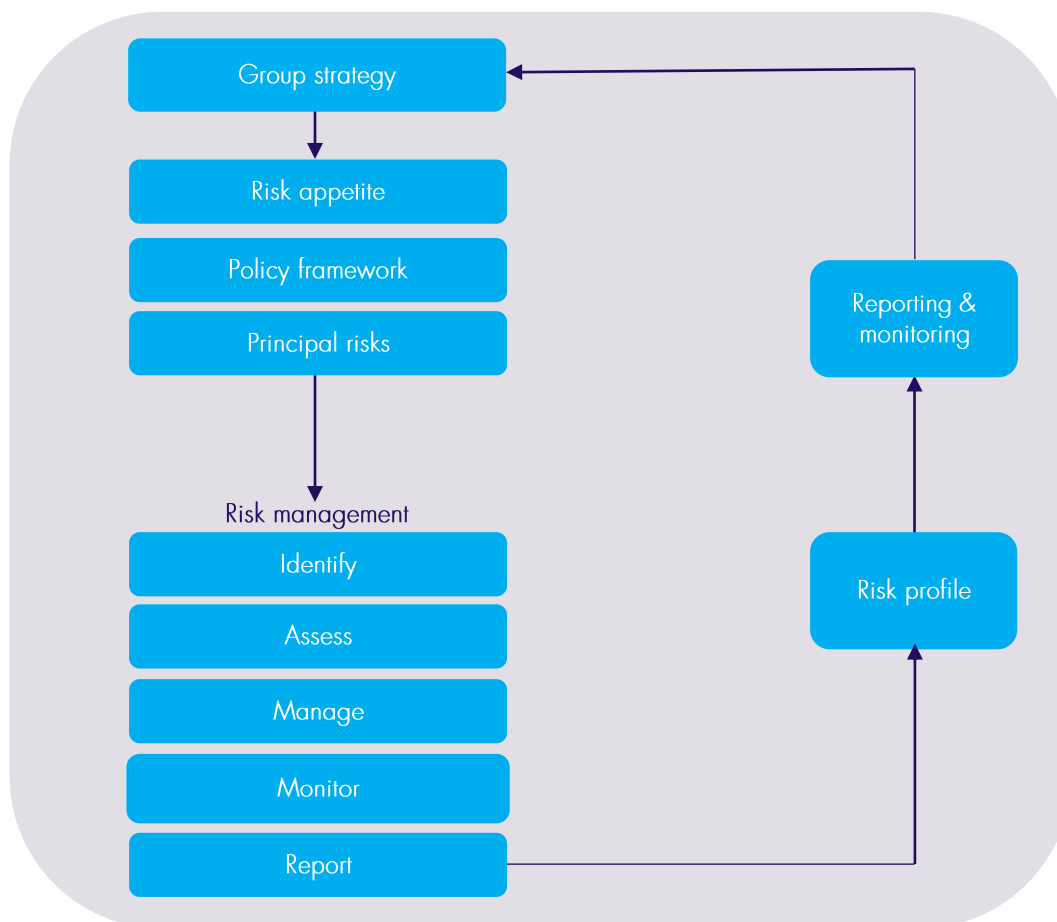 Group strategy
Risk appetite
Policy framework
Principal risks
Risk management
Identify
Assess
Manage
Monitor
Report
Reporting &
monitoring
Risk profile